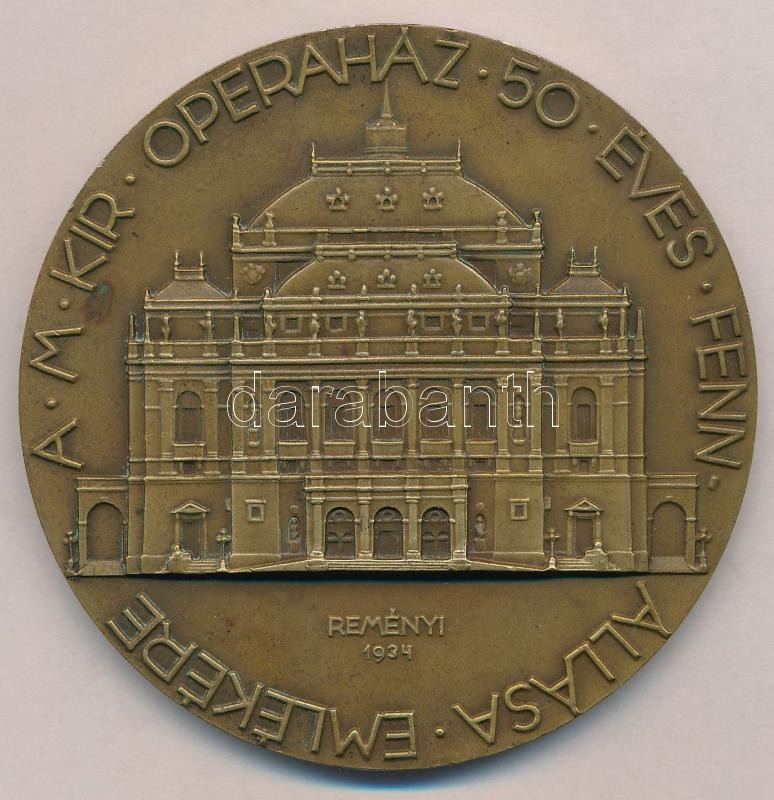 A · M · KIR · OPERAHÁZ · 50 · ÉVES · FENN-
ÁLLÁSA · EMLÉKÉRE
darabanth
REMÉNYI
1934